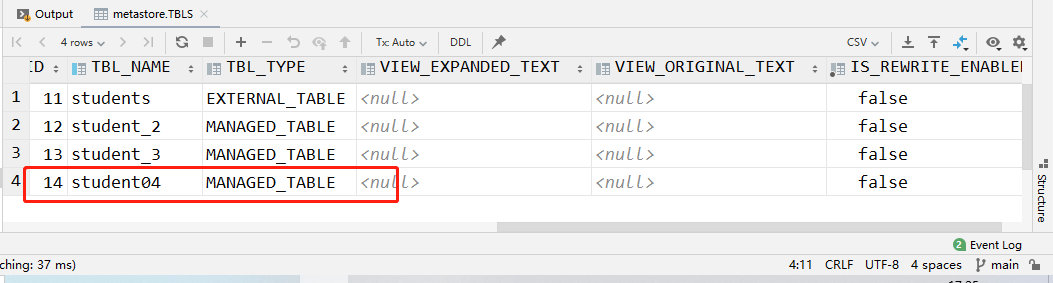 Output metastore.TBLS
4 rows Tx: Auto DDL CSV
ID TBL_NAME TBL_TYPE VIEW_EXPANDED_TEXT VIEW_ORIGINAL_TEXT IS_REWRITE_ENABLE
1 11 students EXTERNAL_TABLE <null> <null> false
2 12 student_2 MANAGED_TABLE <null> <null> false
3 13 student_3 MANAGED_TABLE <null> <null> false
4 14 student04 MANAGED_TABLE <null> <null> false
Structure
2 Event Log
ching: 37 ms) 4:11 CRLF UTF-8 4 spaces main